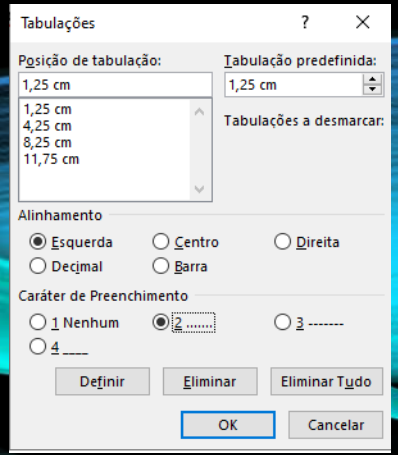 Tabulações ? ×
Posição de tabulação: Tabulação predefinida:
1,25 cm 1,25 cm
1,25 cm
4,25 cm
8,25 cm
11,75 cm
Tabulações a desmarcar:
Alinhamento
Esquerda Centro Direita
Decimal Barra
Caráter de Preenchimento
1 Nenhum 2 ....... 3 -------
4 ____
Definir Eliminar Eliminar Tudo
OK Cancelar